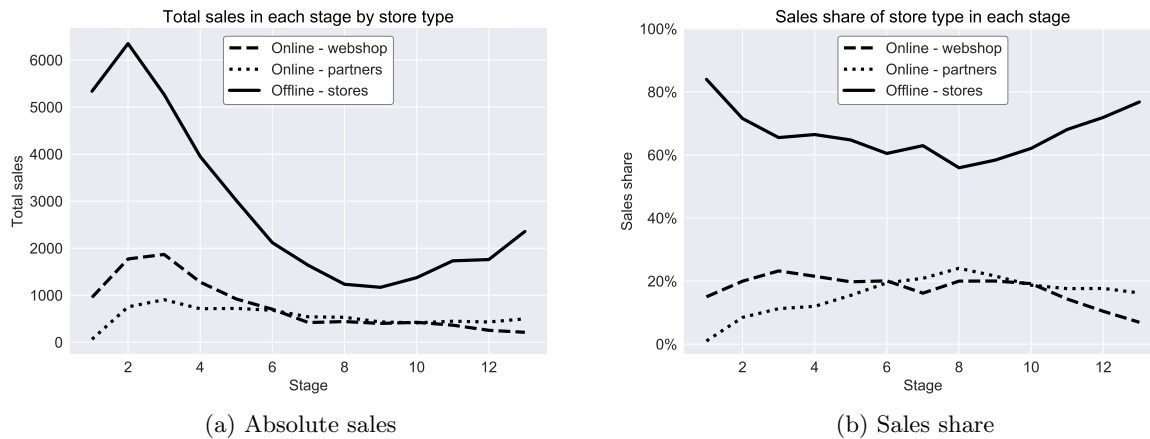 Total sales in each stage by store type
Online - webshop
Online - partners
Offline - stores
6000
5000
4000
3000
2000
1000
0
Total sales
2 4 6 8 10 12
Stage
(a) Absolute sales
Sales share of store type in each stage
Online - webshop
Online - partners
Offline - stores
100%
80%
60%
40%
20%
0%
Sales share
2 4 6 8 10 12
Stage
(b) Sales share